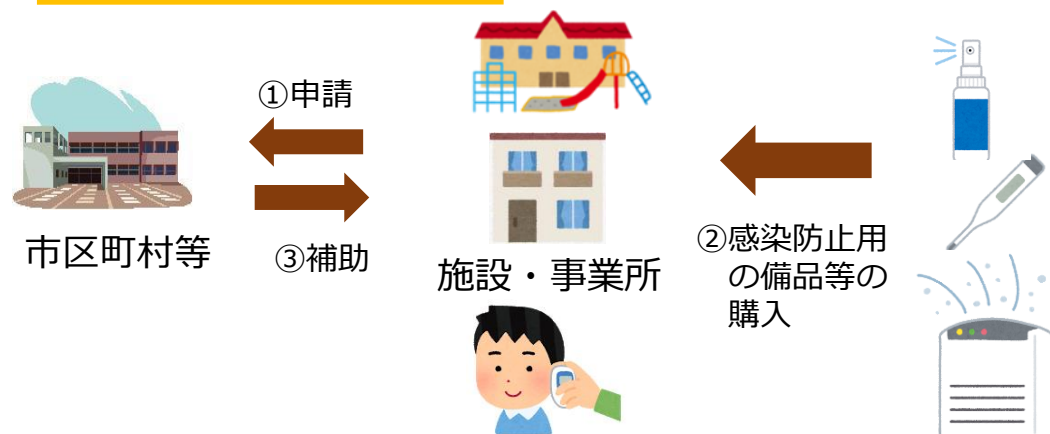 ①申請
市区町村等
③補助
施設・事業所
②感染防止用
の備品等の
購入